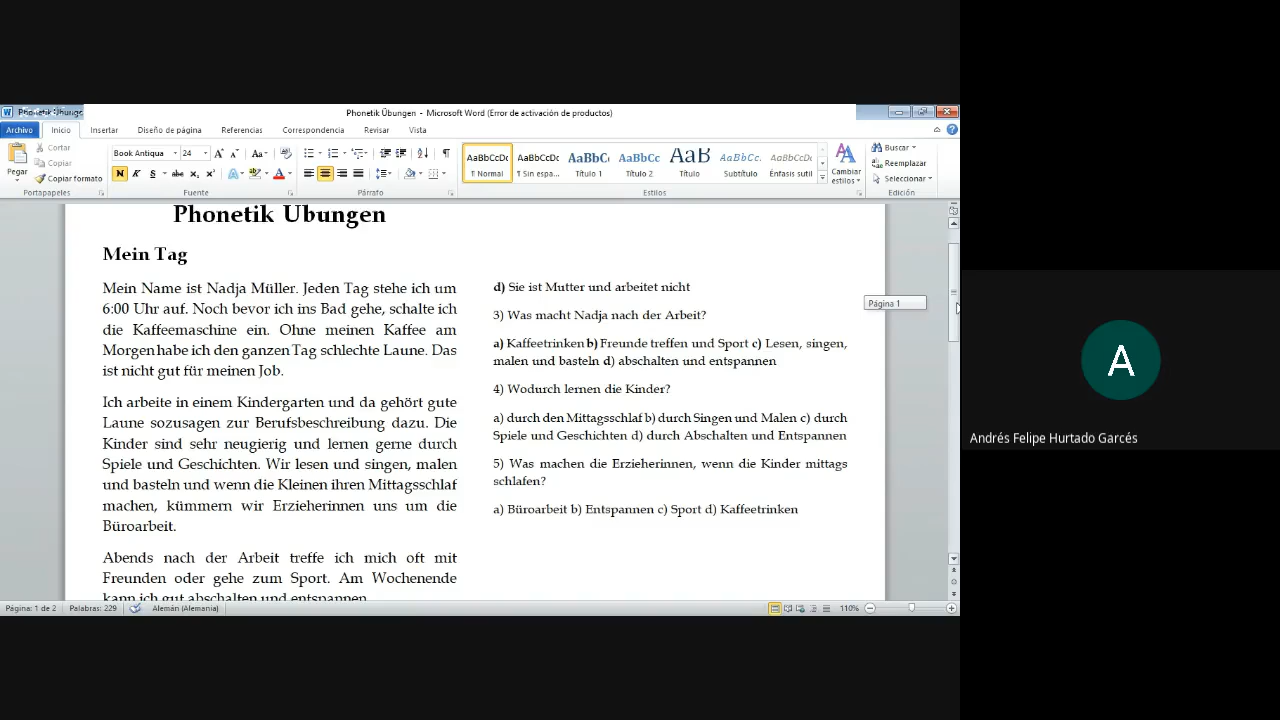 Phonetik Übungen
Phonetik Übungen - Microsoft Word (Error de activación de productos)
Archivo Inicio Insertar Diseño de página Referencias Correspondencia Revisar Vista
Pegar
Cortar
Copiar
Copiar formato
Portapapeles
Book Antiqua 24
N K S abc x₂ x²
Fuente
Párrafo
AaBbCcDc AaBbCcDc AaBbC AaBbCc AaB AaBbCc. AaBbCcDc
¶ Normal ¶ Sin espa... Título 1 Título 2 Título Subtítulo Énfasis sutil
Estilos
Cambiar estilos
Buscar
Reemplazar
Seleccionar
Edición
Phonetik Übungen
Mein Tag
Mein Name ist Nadja Müller. Jeden Tag stehe ich um
6:00 Uhr auf. Noch bevor ich ins Bad gehe, schalte ich
die Kaffeemaschine ein. Ohne meinen Kaffee am
Morgen habe ich den ganzen Tag schlechte Laune. Das
ist nicht gut für meinen Job.
Ich arbeite in einem Kindergarten und da gehört gute
Laune sozusagen zur Berufsbeschreibung dazu. Die
Kinder sind sehr neugierig und lernen gerne durch
Spiele und Geschichten. Wir lesen und singen, malen
und basteln und wenn die Kleinen ihren Mittagsschlaf
machen, kümmern wir Erzieherinnen uns um die
Büroarbeit.
Abends nach der Arbeit treffe ich mich oft mit
Freunden oder gehe zum Sport. Am Wochenende
kann ich gut abschalten und entspannen.
d) Sie ist Mutter und arbeitet nicht
3) Was macht Nadja nach der Arbeit?
a) Kaffeetrinken b) Freunde treffen und Sport c) Lesen, singen,
malen und basteln d) abschalten und entspannen
4) Wodurch lernen die Kinder?
a) durch den Mittagsschlaf b) durch Singen und Malen c) durch
Spiele und Geschichten d) durch Abschalten und Entspannen
5) Was machen die Erzieherinnen, wenn die Kinder mittags
schlafen?
a) Büroarbeit b) Entspannen c) Sport d) Kaffeetrinken
Página 1
Página: 1 de 2 Palabras: 229 Alemán (Alemania) 110%
A
Andrés Felipe Hurtado Garcés